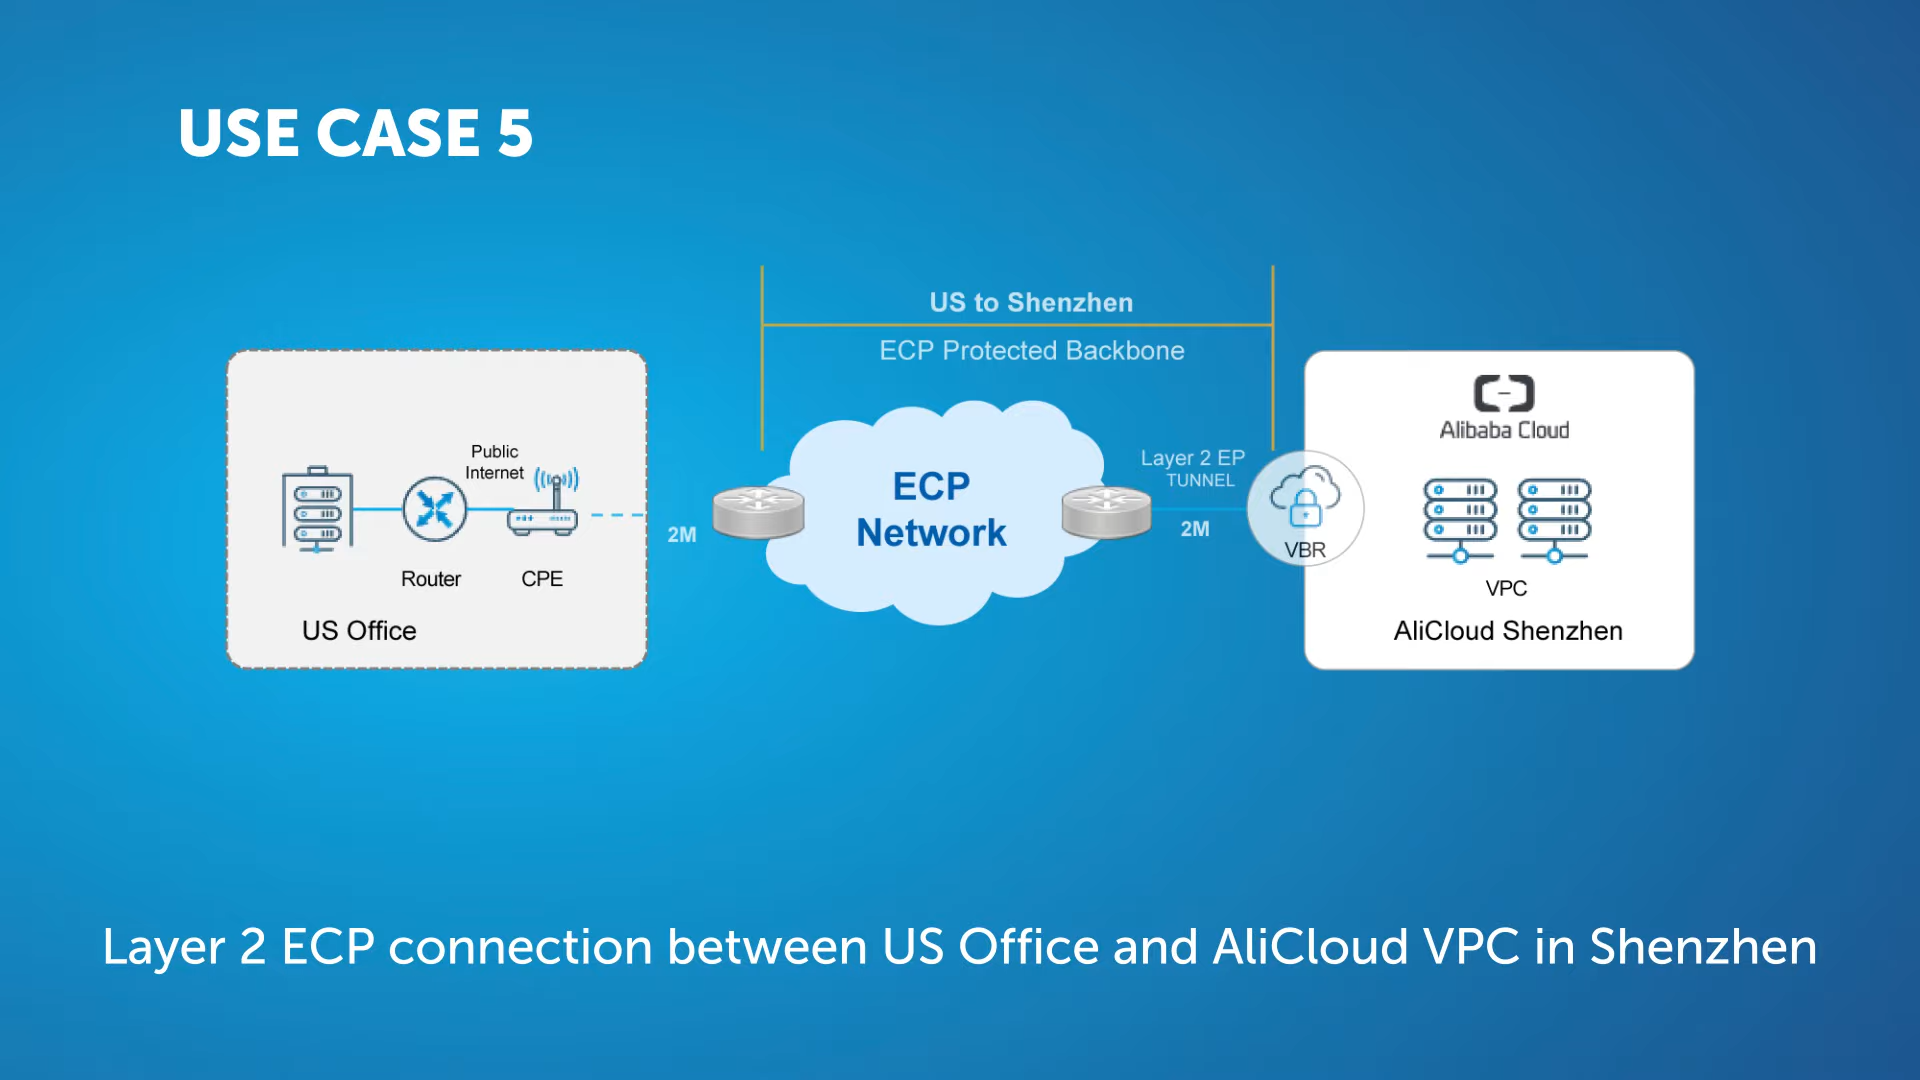 USE CASE 5
US to Shenzhen
ECP Protected Backbone
Public
Internet
Router
CPE
US Office
2M
ECP
Network
Layer 2 EP
TUNNEL
2M
VBR
Alibaba Cloud
VPC
AliCloud Shenzhen
Layer 2 ECP connection between US Office and AliCloud VPC in Shenzhen